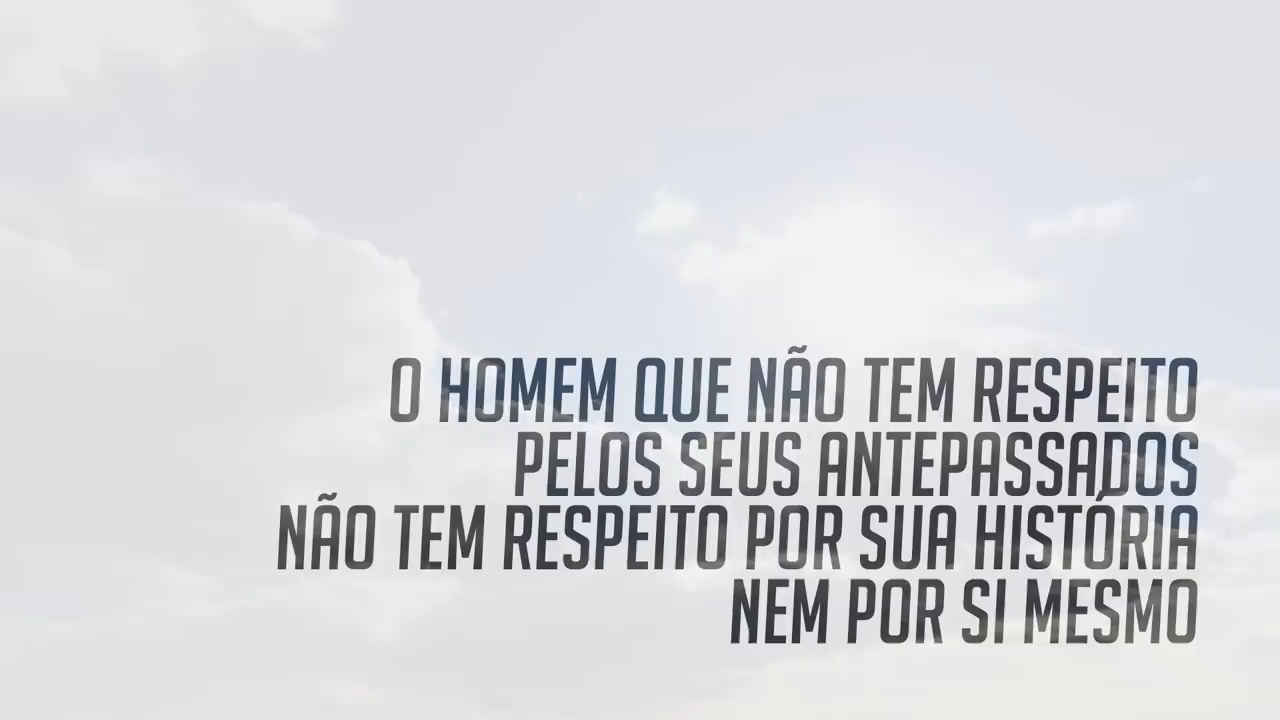 O HOMEM QUE NÃO TEM RESPEITO
PELOS SEUS ANTEPASSADOS
NÃO TEM RESPEITO POR SUA HISTÓRIA
NEM POR SI MESMO